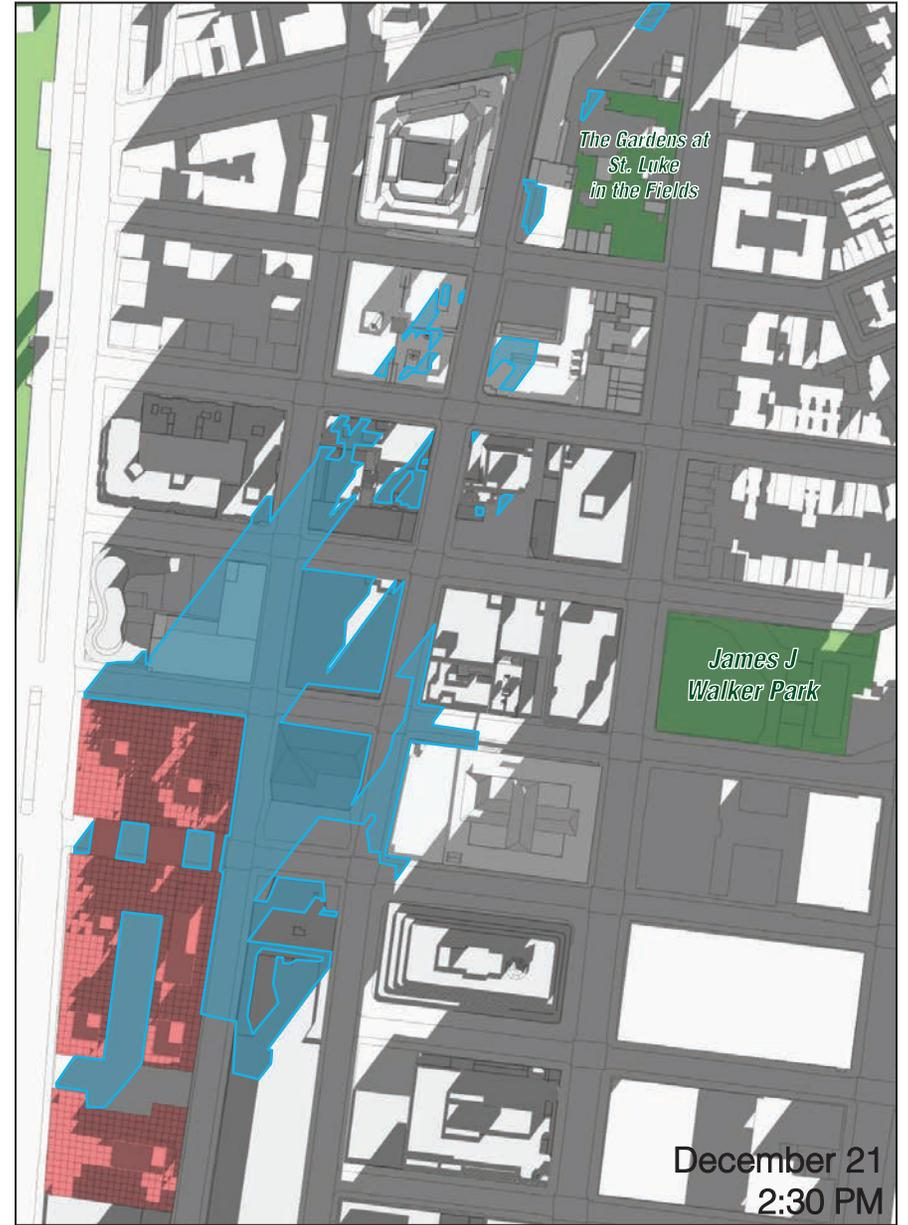 The Gardens at
St. Luke
in the Fields
James J
Walker Park
December 21
2:30 PM